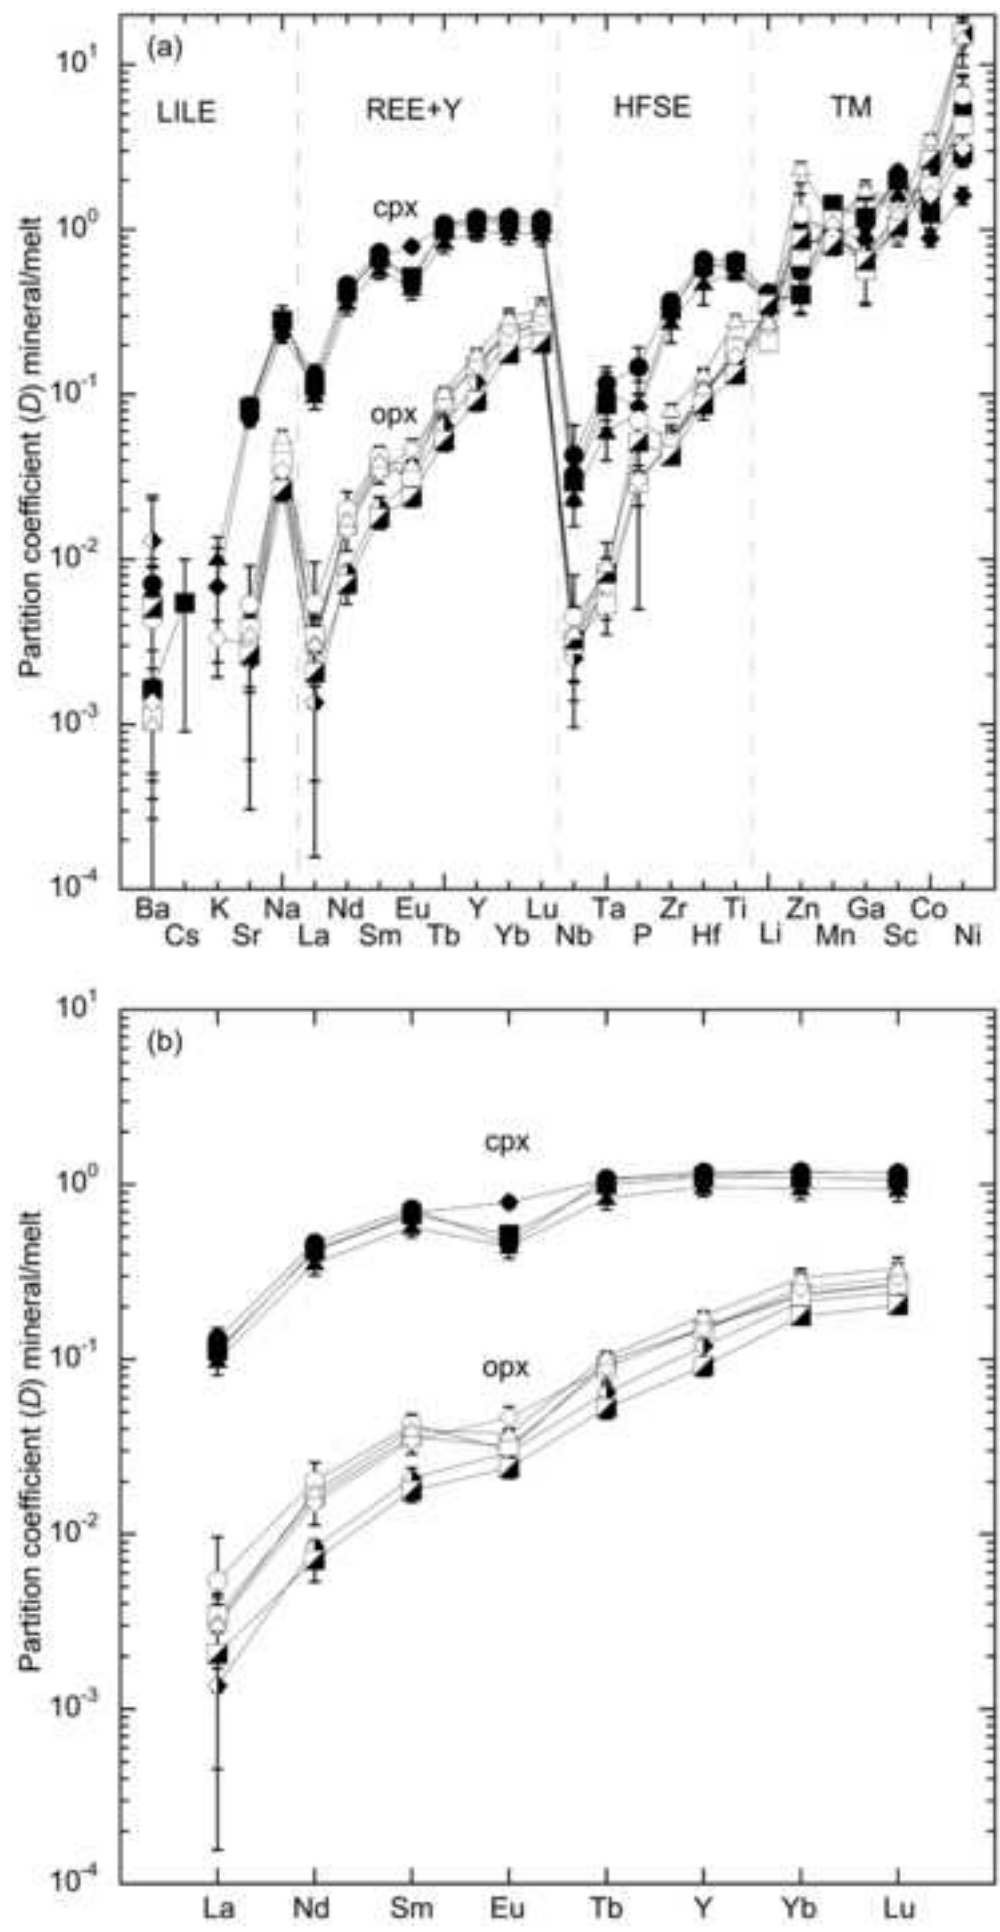 (a)
LILE REE+Y HFSE TM
cpx
opx
Partition coefficient (D) mineral/melt
10¹
10⁰
10⁻¹
10⁻²
10⁻³
10⁻⁴
Ba K Na Nd Eu Y Lu Ta Zr Ti Zn Ga Co
Cs Sr La Sm Tb Yb Nb P Hf Li Mn Sc Ni
(b)
cpx
opx
Partition coefficient (D) mineral/melt
10¹
10⁰
10⁻¹
10⁻²
10⁻³
10⁻⁴
La Nd Sm Eu Tb Y Yb Lu